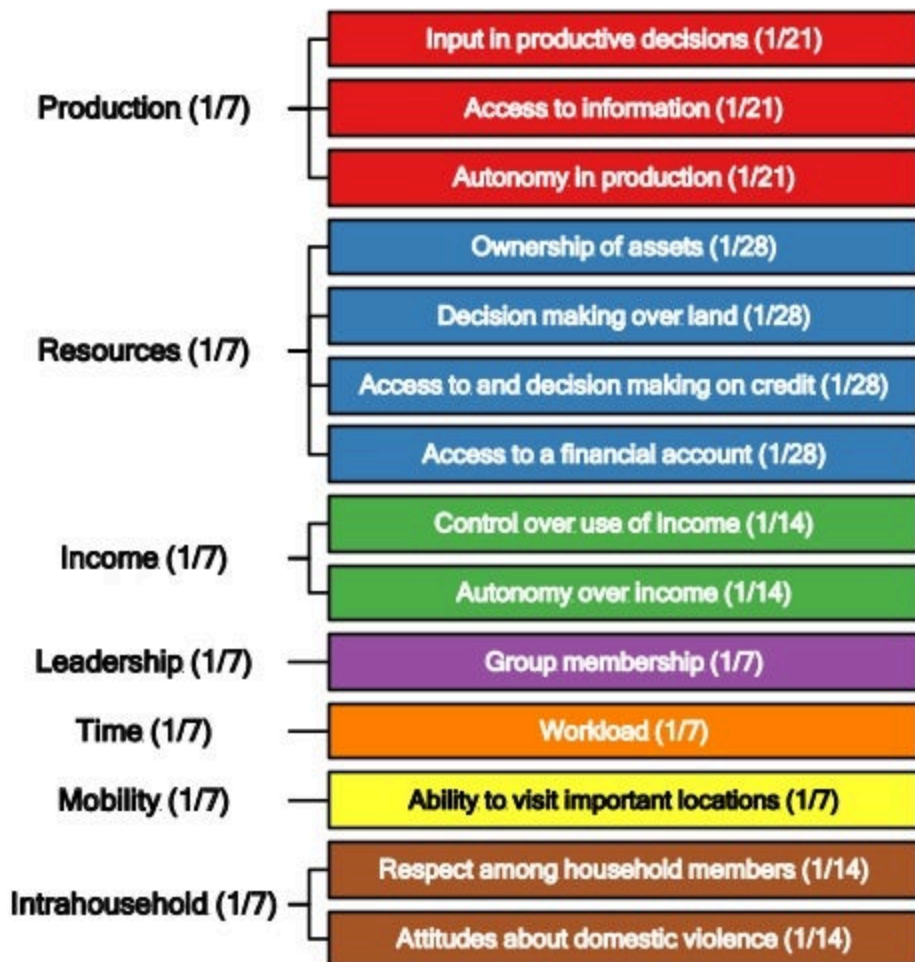 Production (1/7)
Input in productive decisions (1/21)
Access to information (1/21)
Autonomy in production (1/21)
Resources (1/7)
Ownership of assets (1/28)
Decision making over land (1/28)
Access to and decision making on credit (1/28)
Access to a financial account (1/28)
Income (1/7)
Control over use of income (1/14)
Autonomy over income (1/14)
Leadership (1/7)
Group membership (1/7)
Time (1/7)
Workload (1/7)
Mobility (1/7)
Ability to visit important locations (1/7)
Intrahousehold (1/7)
Respect among household members (1/14)
Attitudes about domestic violence (1/14)